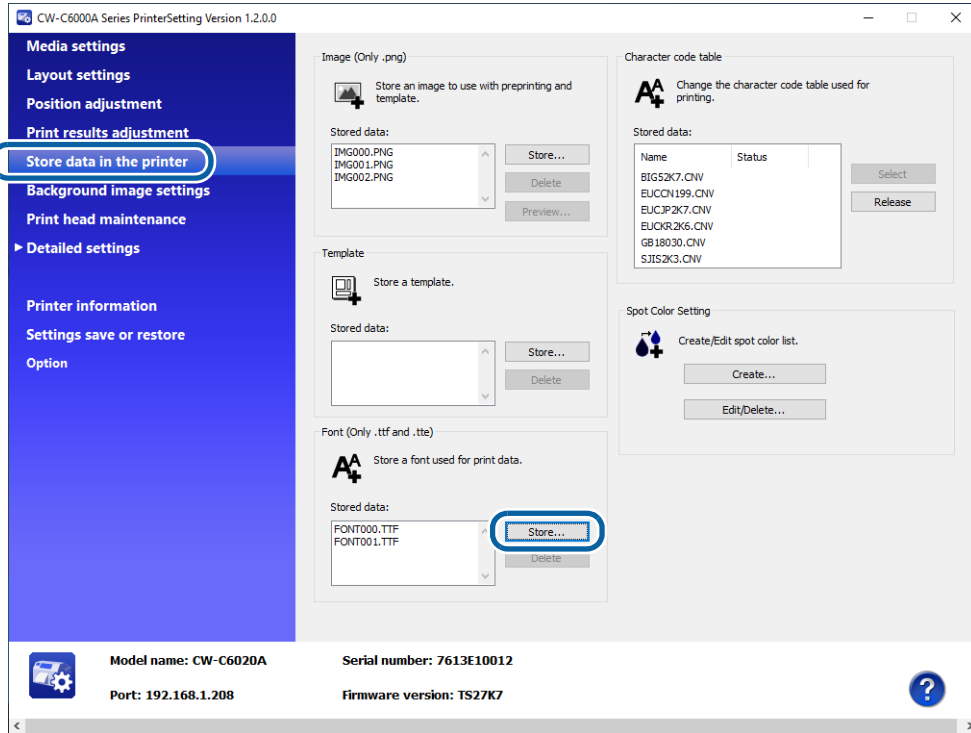 CW-C6000A Series PrinterSetting Version 1.2.0.0
Media settings
Layout settings
Position adjustment
Print results adjustment
Store data in the printer
Background image settings
Print head maintenance
Detailed settings
Printer information
Settings save or restore
Option
Image (Only .png)
Store an image to use with preprinting and
template.
Stored data:
IMG000.PNG
IMG001.PNG
IMG002.PNG
Store...
Delete
Preview...
Template
Store a template.
Stored data:
Store...
Delete
Font (Only .ttf and .tte)
Store a font used for print data.
Stored data:
FONT000.TTF
FONT001.TTF
Store...
Delete
Character code table
Change the character code table used for
printing.
Stored data:
Name Status
BIG52K7.CNV
EUCCN199.CNV
EUCJP2K7.CNV
EUCKR2K6.CNV
GB18030.CNV
SJIS2K3.CNV
Select
Release
Spot Color Setting
Create/Edit spot color list.
Create...
Edit/Delete...
Model name: CW-C6020A
Serial number: 7613E10012
Port: 192.168.1.208
Firmware version: TS27K7